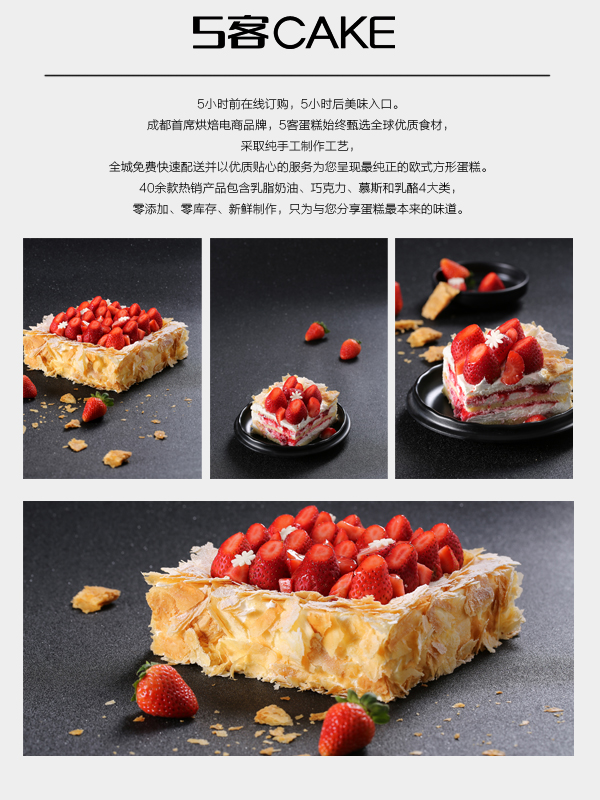 5客CAKE
5小时前在线订购，5小时后美味入口。
成都首席烘焙电商品牌，5客蛋糕始终甄选全球优质食材，
采取纯手工制作工艺，
全城免费快速配送并以优质贴心的服务为您呈现最纯正的欧式方形蛋糕。
40余款热销产品包含乳脂奶油、巧克力、慕斯和乳酪4大类，
零添加、零库存、新鲜制作，只为与您分享蛋糕最本来的味道。